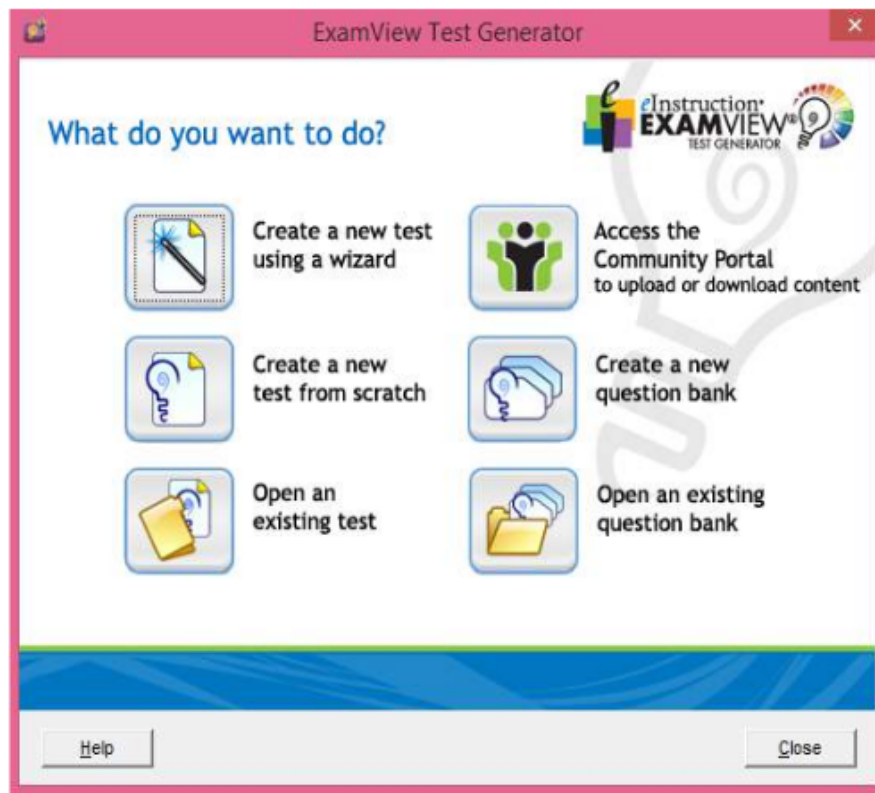 ExamView Test Generator
eInstruction®
EXAMVIEW®
TEST GENERATOR
What do you want to do?
Create a new test
using a wizard
Access the
Community Portal
to upload or download content
Create a new
test from scratch
Create a new
question bank
Open an
existing test
Open an existing
question bank
Help
Close